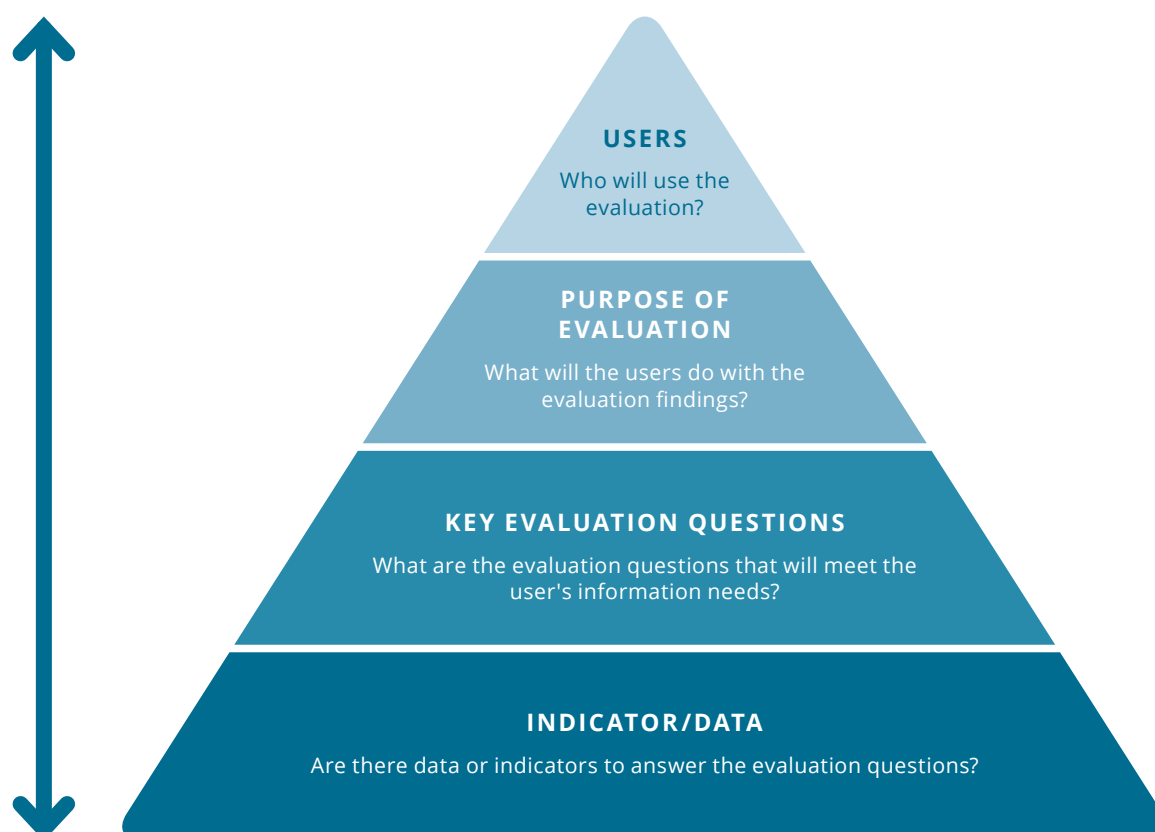 USERS
Who will use the
evaluation?
PURPOSE OF
EVALUATION
What will the users do with the
evaluation findings?
KEY EVALUATION QUESTIONS
What are the evaluation questions that will meet the
user's information needs?
INDICATOR/DATA
Are there data or indicators to answer the evaluation questions?